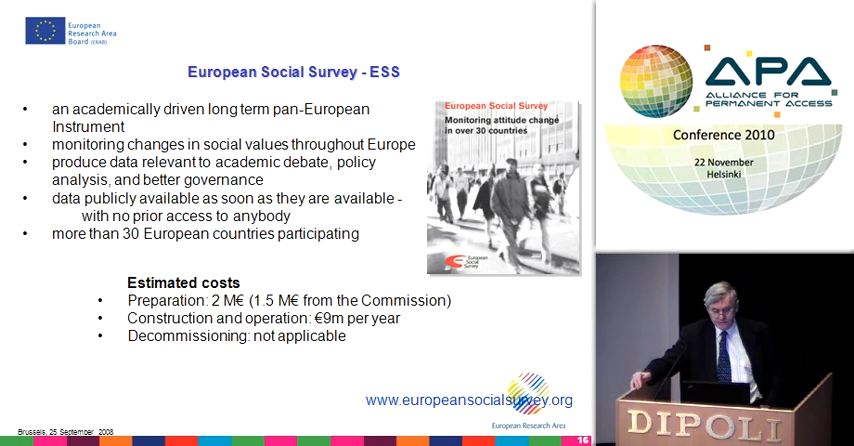 European
Research Area
Board (ERAB)
European Social Survey - ESS
• an academically driven long term pan-European
Instrument
• monitoring changes in social values throughout Europe
• produce data relevant to academic debate, policy
analysis, and better governance
• data publicly available as soon as they are available -
with no prior access to anybody
• more than 30 European countries participating
European Social Survey
Monitoring attitude change
in over 30 countries
European
Social
Survey
Estimated costs
• Preparation: 2 M€ (1.5 M€ from the Commission)
• Construction and operation: €9m per year
• Decommissioning: not applicable
www.europeansocialsurvey.org
European Research Area
Brussels, 25 September 2008
16
APA
ALLIANCE FOR
PERMANENT ACCESS
Conference 2010
22 November
Helsinki
DIPOLI